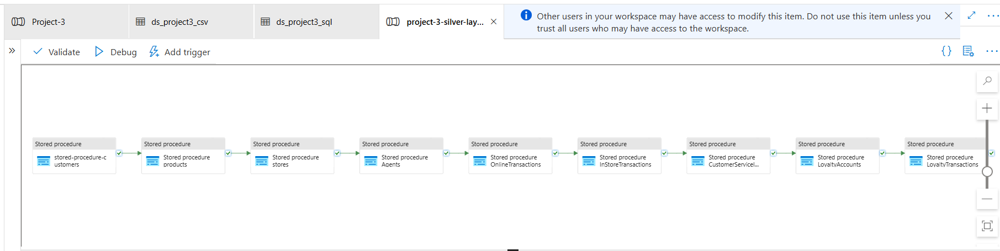 Project-3
ds_project3_csv
ds_project3_sql
project-3-silver-lay...
Other users in your workspace may have access to modify this item. Do not use this item unless you
trust all users who may have access to the workspace.
Validate
Debug
Add trigger
Stored procedure
stored-procedure-c
ustomers
Stored procedure
Stored procedure
products
Stored procedure
Stored procedure
stores
Stored procedure
Stored procedure
Agents
Stored procedure
Stored procedure
OnlineTransactions
Stored procedure
Stored procedure
InStoreTransactions
Stored procedure
Stored procedure
CustomerServiceI...
Stored procedure
Stored procedure
LoyaltyAccounts
Stored procedure
Stored procedure
LoyaltyTransactions